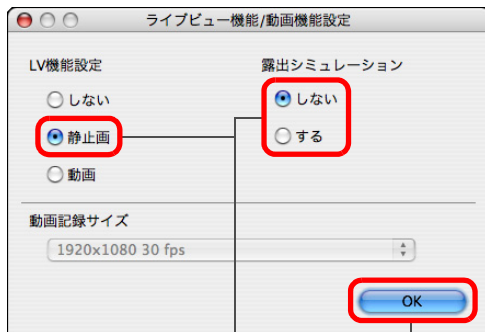 ライブビュー機能/動画機能設定
LV機能設定
しない
静止画
動画
露出シミュレーション
しない
する
動画記録サイズ
1920x1080 30 fps
OK